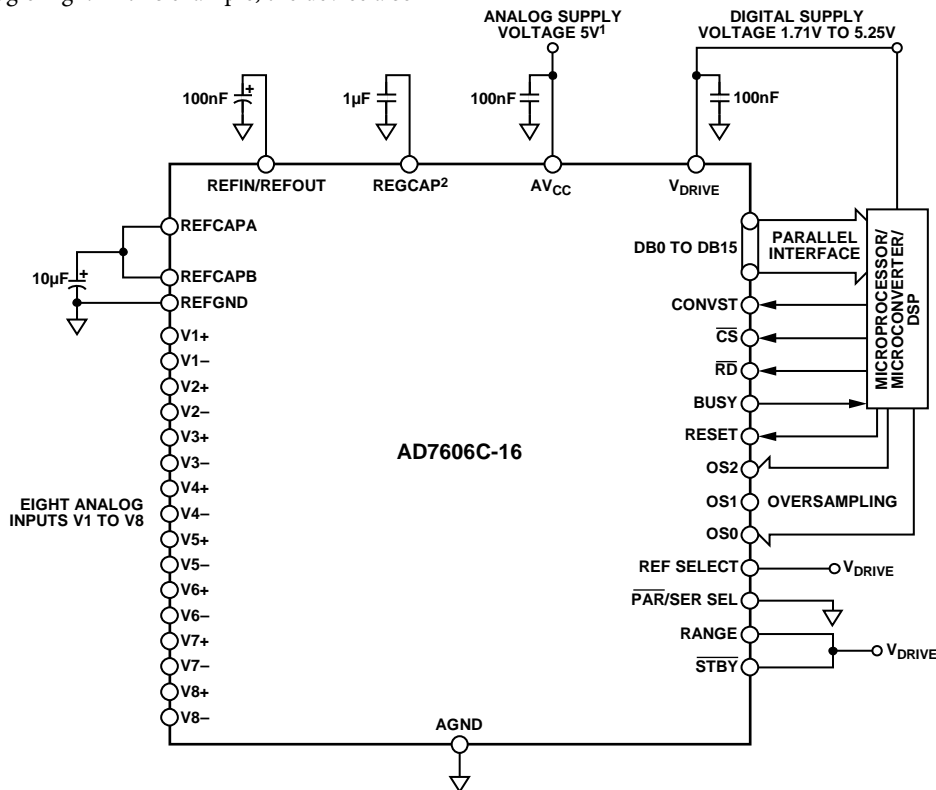 example, the device also
ANALOG SUPPLY
VOLTAGE 5V1
DIGITAL SUPPLY
VOLTAGE 1.71V TO 5.25V
100nF
+
1µF
100nF
100nF
REFIN/REFOUT
REGCAP2
AVCC
VDRIVE
REFCAPA
REFCAPB
REFGND
10µF
+
V1+
V1–
V2+
V2–
V3+
V3–
V4+
V4–
V5+
V5–
V6+
V6–
V7+
V7–
V8+
V8–
EIGHT ANALOG
INPUTS V1 TO V8
AD7606C-16
DB0 TO DB15
PARALLEL
INTERFACE
MICROPROCESSOR/
MICROCONVERTER/
DSP
CONVST
CS
RD
BUSY
RESET
OS2
OS1
OVERSAMPLING
OS0
REF SELECT
VDRIVE
PAR/SER SEL
RANGE
STBY
VDRIVE
AGND